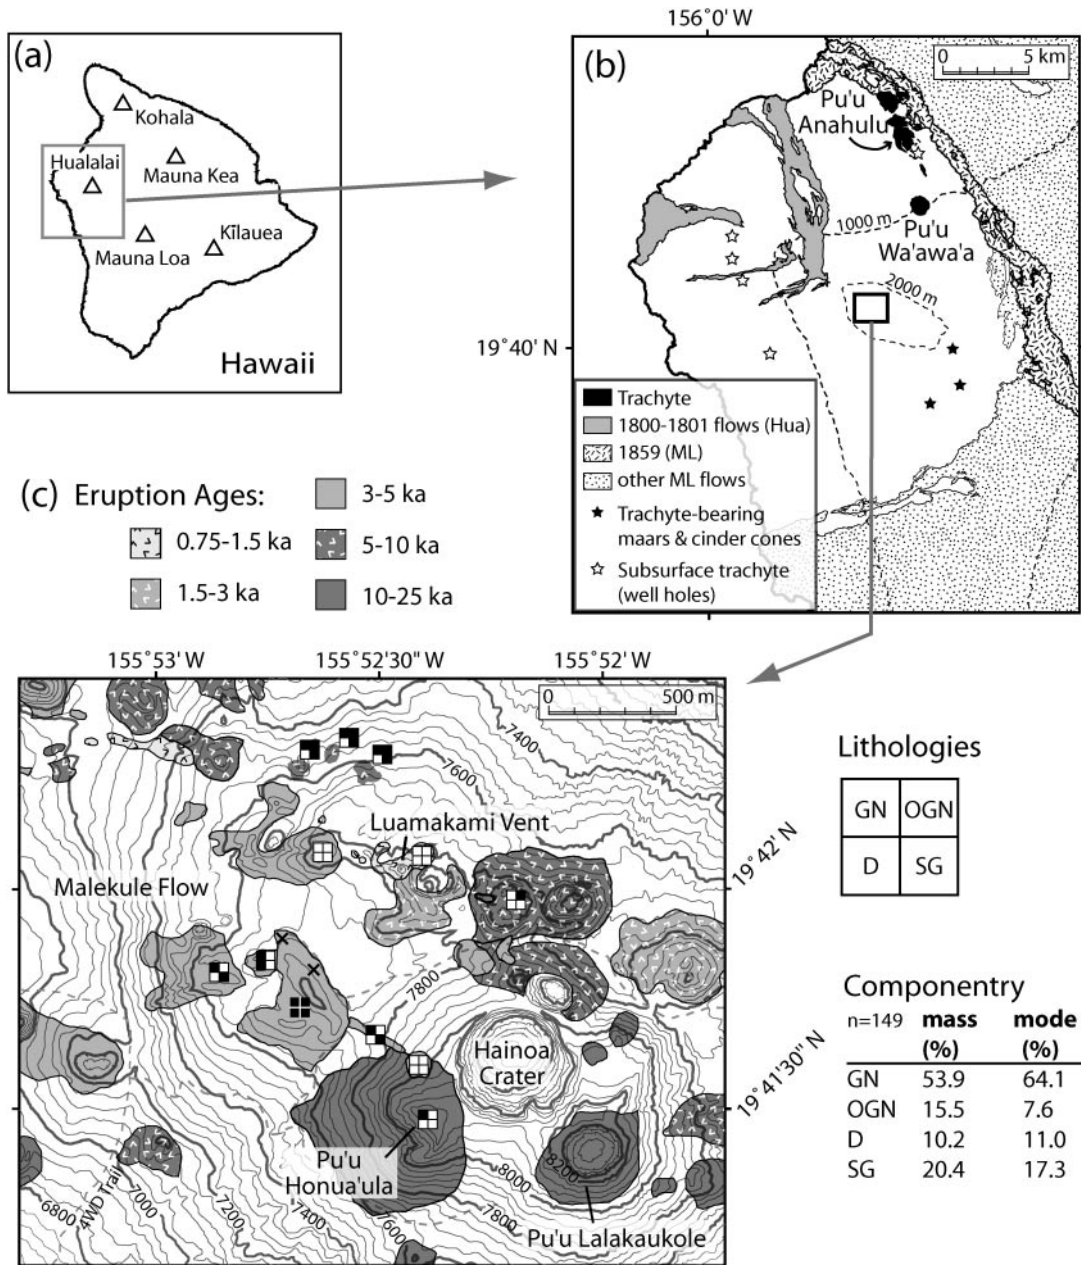 (a)
Kohala
Hualalai
Mauna Kea
Mauna Loa
Kīlauea
Hawaii
156˚0' W
(b)
0 5 km
Pu'u
Anahulu
1000 m
Pu'u
Wa'awa'a
2000 m
19˚40' N
Trachyte
1800-1801 flows (Hua)
1859 (ML)
other ML flows
Trachyte-bearing
maars & cinder cones
Subsurface trachyte
(well holes)
(c) Eruption Ages:
0.75-1.5 ka
1.5-3 ka
3-5 ka
5-10 ka
10-25 ka
155˚53' W
155˚52'30" W
155˚52' W
0 500 m
7400
7600
Luamakami Vent
Malekule Flow
19˚42' N
7800
Hainoa
Crater
19˚41'30" N
Pu'u
Honua'ula
8000
8200
6800
4WD Trail
7000
7200
7400
7600
7800
Pu'u Lalakaukole
Lithologies
GN OGN
D SG
Componentry
n=149 mass mode
(%) (%)
GN 53.9 64.1
OGN 15.5 7.6
D 10.2 11.0
SG 20.4 17.3